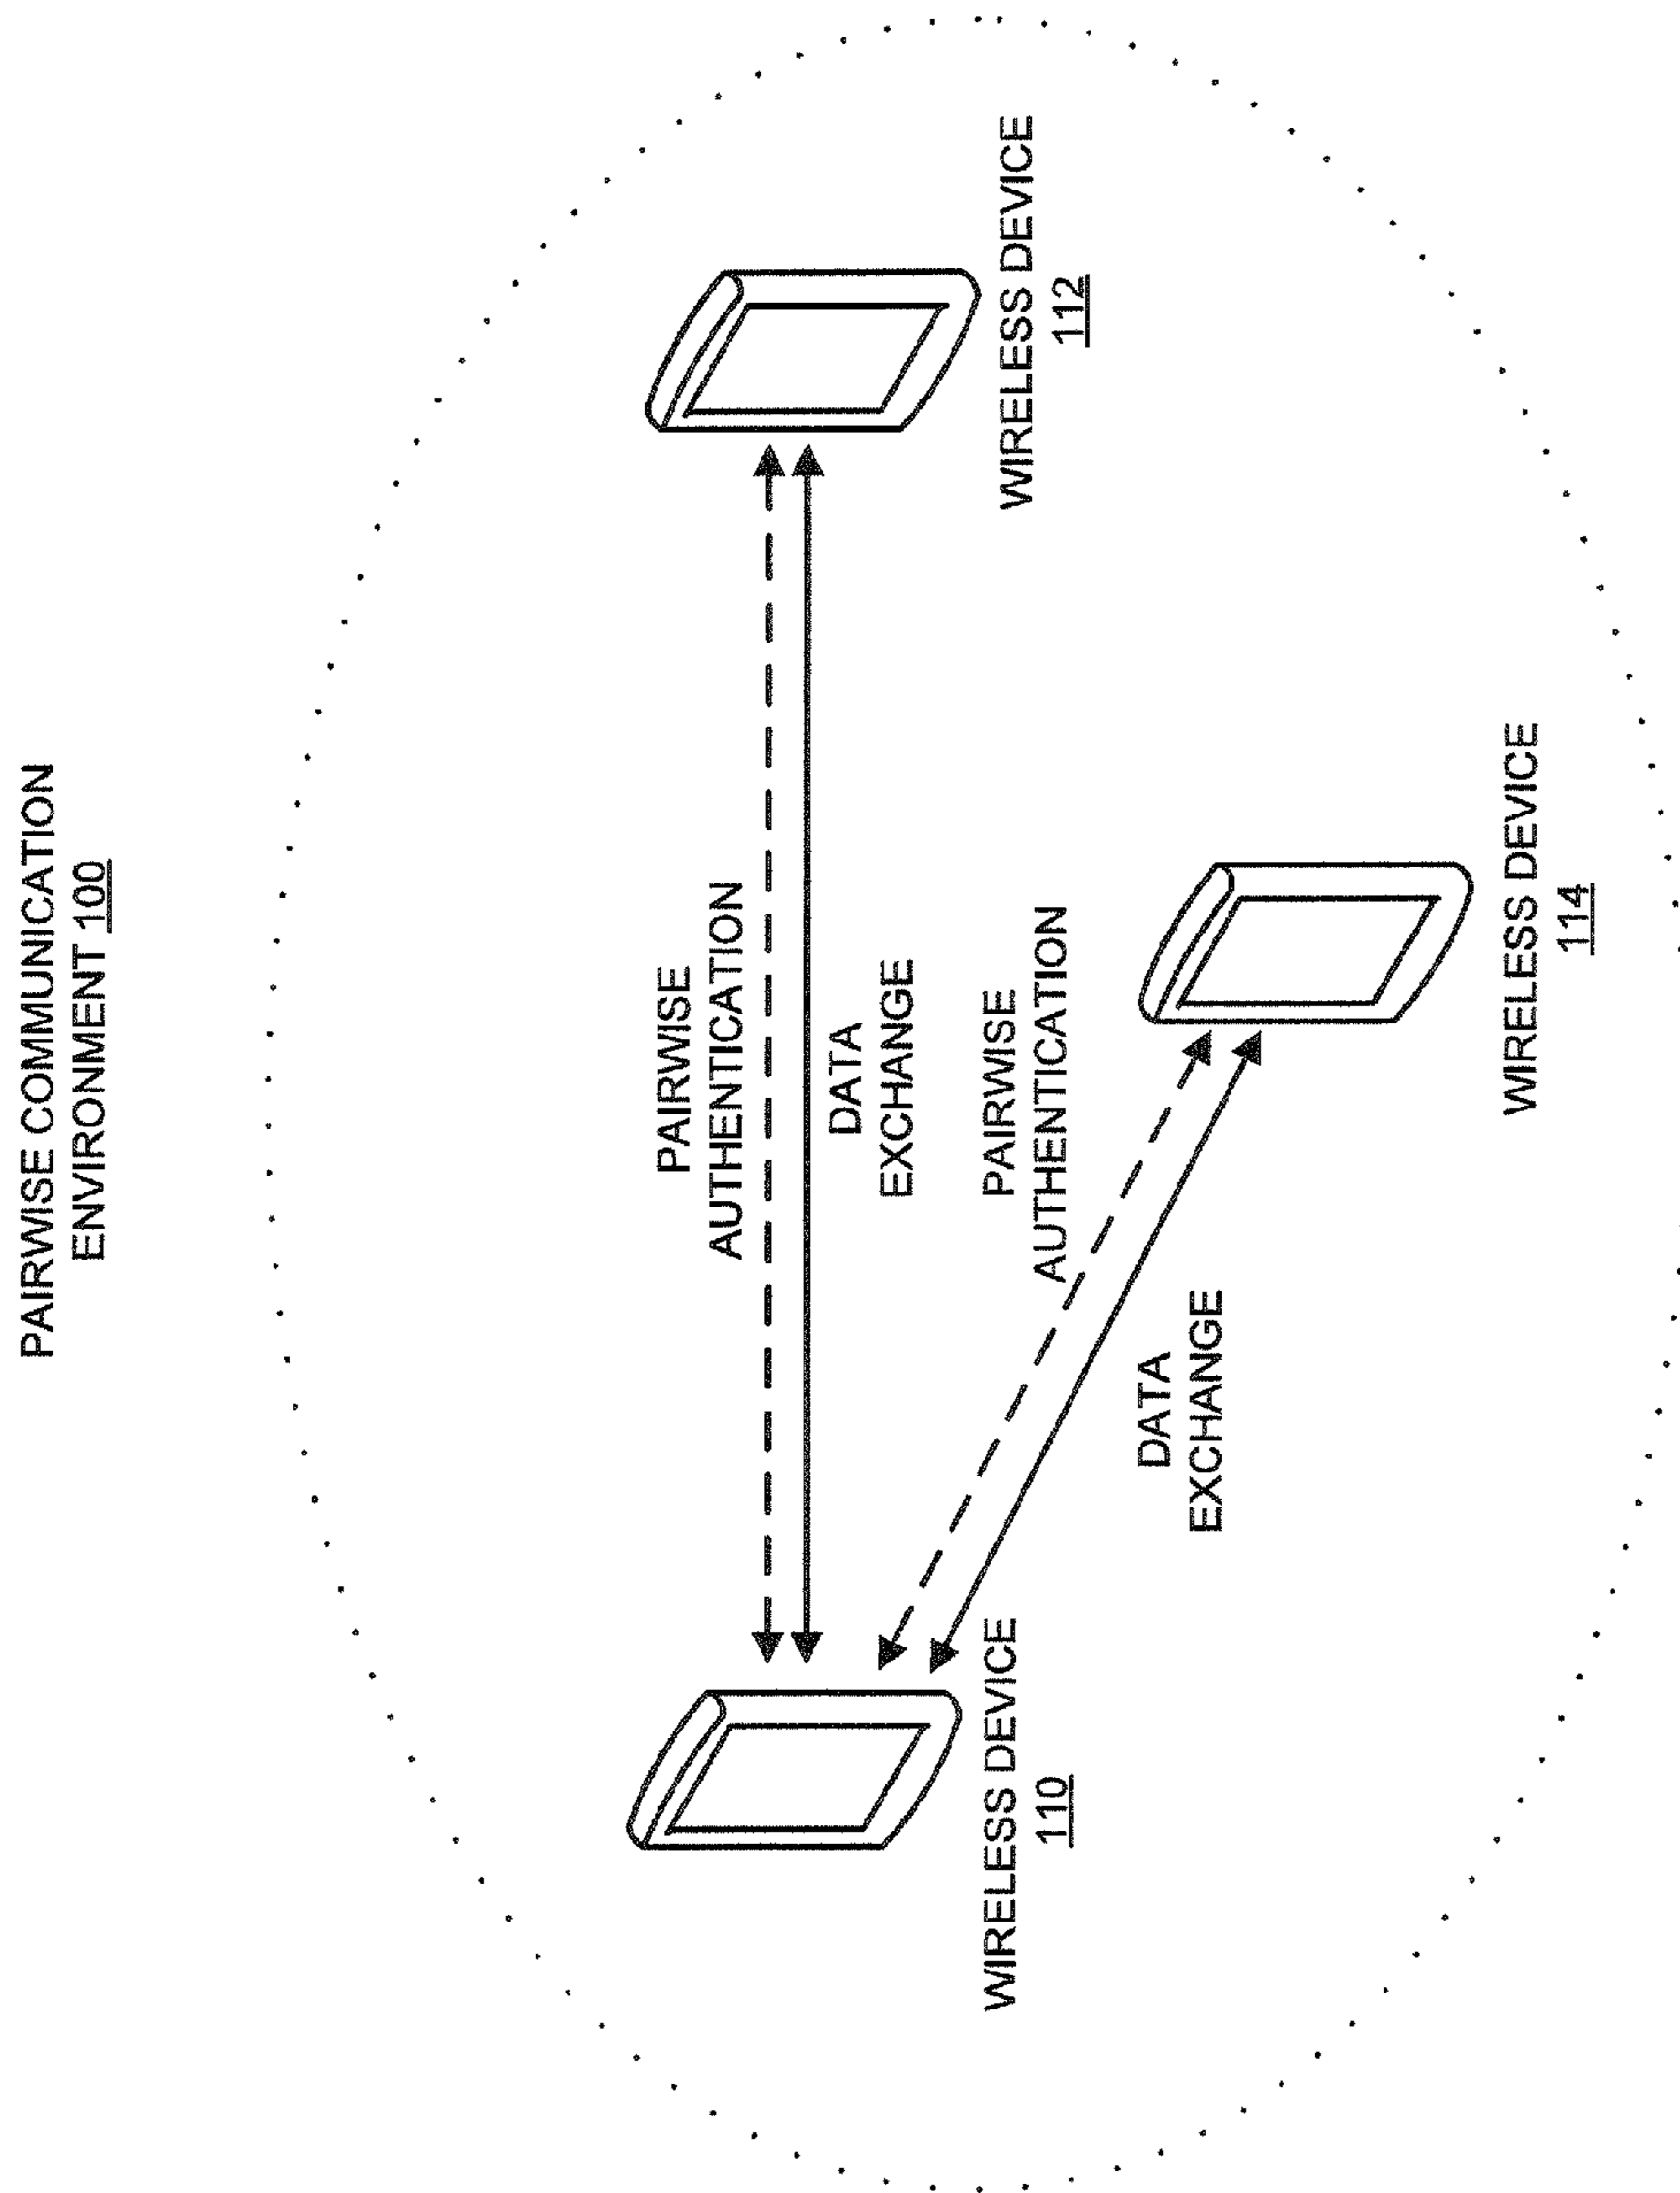 PAIRWISE COMMUNICATION
ENVIRONMENT 100
PAIRWISE
AUTHENTICATION
DATA
EXCHANGE
WIRELESS DEVICE
112
PAIRWISE
AUTHENTICATION
WIRELESS DEVICE
110
DATA
EXCHANGE
WIRELESS DEVICE
114